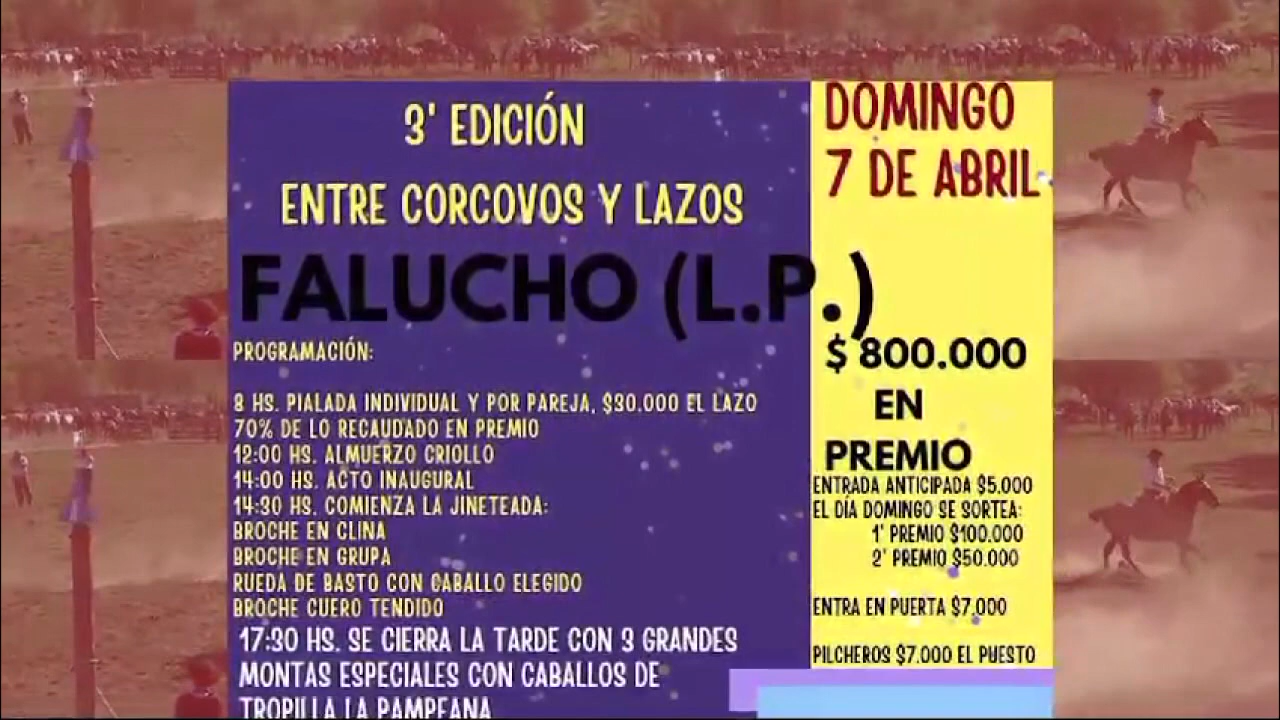 3' EDICIÓN
ENTRE CORCOVOS Y LAZOS
FALUCHO (L.P.)
PROGRAMACIÓN:
8 HS. PIALADA INDIVIDUAL Y POR PAREJA, $30.000 EL LAZO
70% DE LO RECAUDADO EN PREMIO
12:00 HS. ALMUERZO CRIOLLO
14:00 HS. ACTO INAUGURAL
14:30 HS. COMIENZA LA JINETEADA:
BROCHE EN CLINA
BROCHE EN GRUPA
RUEDA DE BASTO CON CABALLO ELEGIDO
BROCHE CUERO TENDIDO
17:30 HS. SE CIERRA LA TARDE CON 3 GRANDES
MONTAS ESPECIALES CON CABALLOS DE
TROPILLA LA PAMPEANA
DOMINGO
7 DE ABRIL
$ 800.000
EN
PREMIO
ENTRADA ANTICIPADA $5.000
EL DÍA DOMINGO SE SORTEA:
1' PREMIO $100.000
2' PREMIO $50.000
ENTRA EN PUERTA $7.000
PILCHEROS $7.000 EL PUESTO